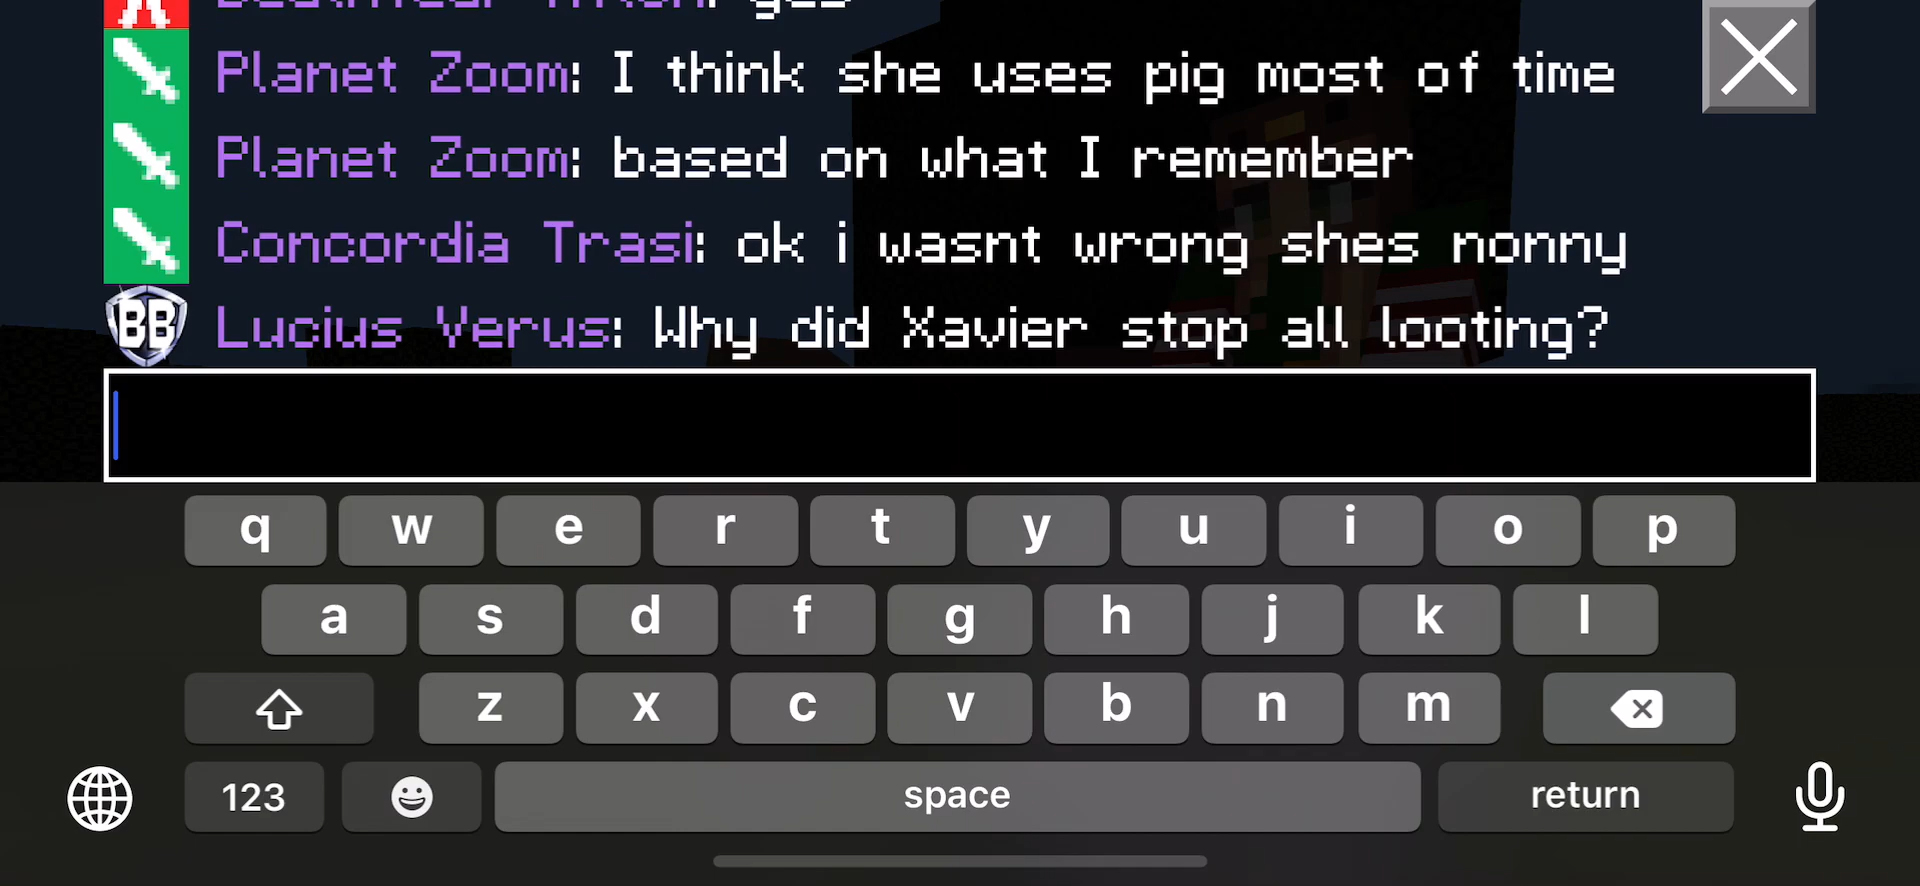 yes
Planet Zoom: I think she uses pig most of time
Planet Zoom: based on what I remember
Concordia Trasi: ok i wasnt wrong shes nonny
BB Lucius Verus: Why did Xavier stop all looting?
q w e r t y u i o p
a s d f g h j k l
z x c v b n m
123 space return